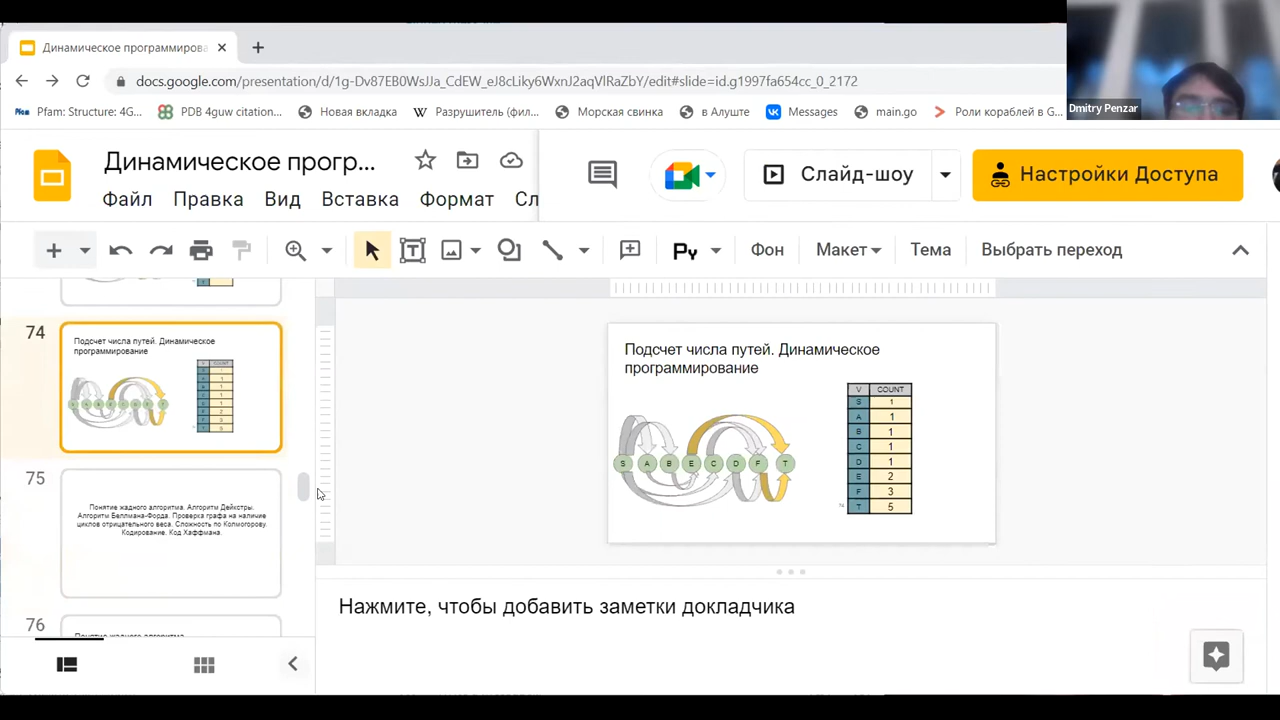 Динамическое программирова
docs.google.com/presentation/d/1g-Dv87EB0WsJJa_CdEW_eJ8cLiky6WxnJ2aqVlRaZbY/edit#slide=id.g1997fa654cc_0_2172
Pfam: Structure: 4G...
PDB 4guw citation...
Новая вкладка
Разрушитель (фил...
Морская свинка
в Алуште
Messages
main.go
Роли кораблей в G...
Dmitry Penzar
Динамическое прогр...
Слайд-шоу
Настройки Доступа
Файл Правка Вид Вставка Формат Сл
Фон Макет Тема Выбрать переход
74
Подсчет числа путей. Динамическое
программирование
75
Понятие жадного алгоритма. Алгоритм Дейкстры.
Алгоритм Беллмана-Форда. Проверка графа на наличие
циклов отрицательного веса. Сложность по Колмогорову.
Кодирование. Код Хаффмана.
76
Понятие жадного алгоритма
Подсчет числа путей. Динамическое
программирование
S A B E C D F T
V COUNT
S 1
A 1
B 1
C 1
D 1
E 2
F 3
T 5
74
Нажмите, чтобы добавить заметки докладчика